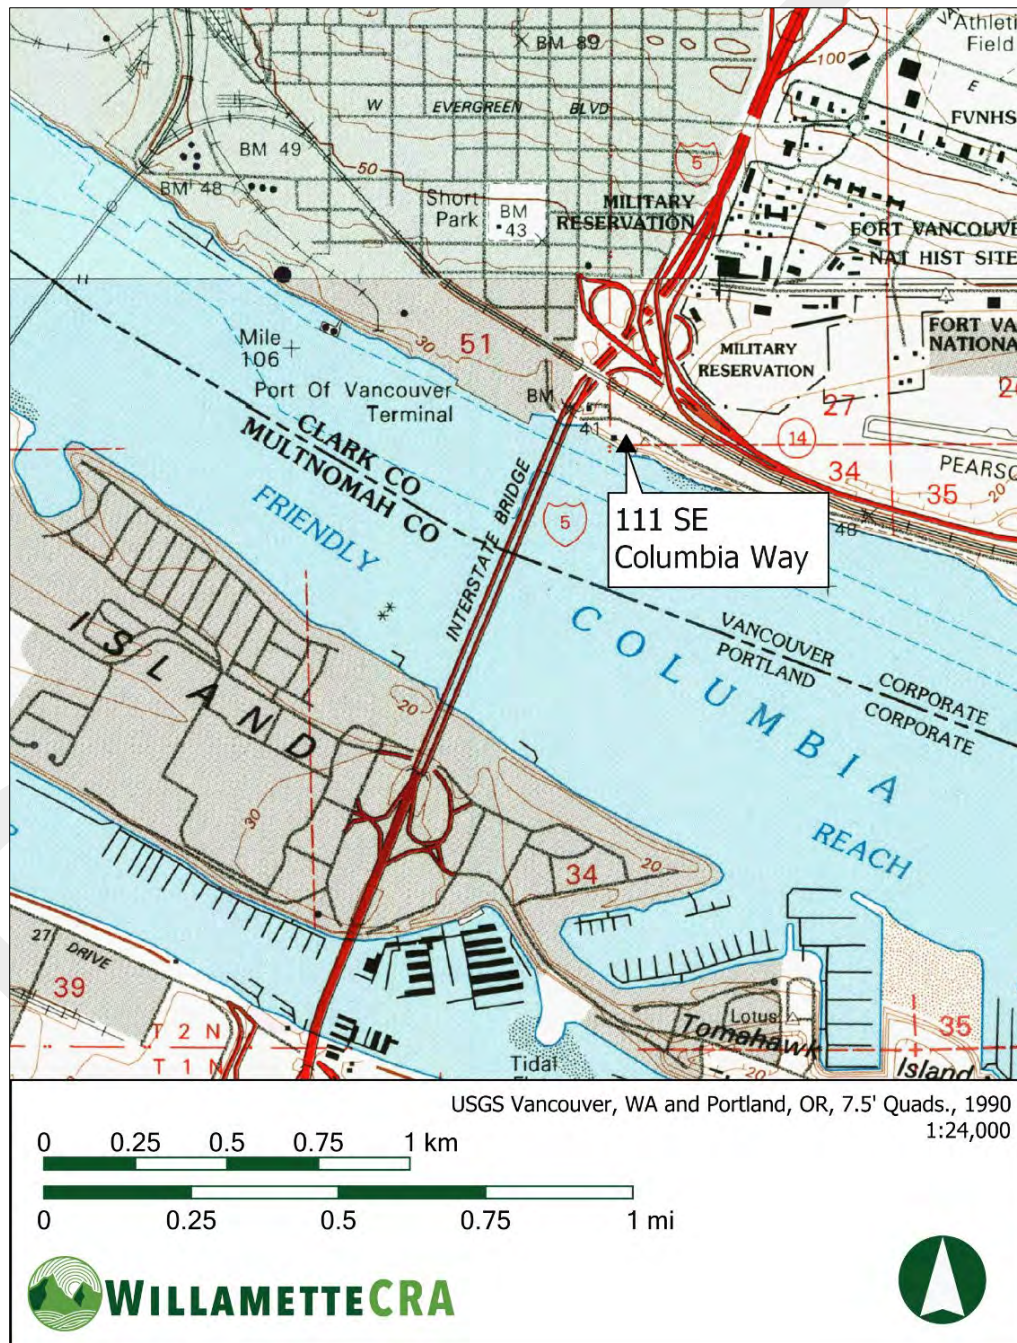 Athleti
Field
BM 89
100
E
W EVERGREEN BLVD
FVNHS
BM 49
50
5
BM 48
Short
Park
BM
43
MILITARY
RESERVATION
FORT VANCOUVE
NAT HIST SITE
Mile
106
30
51
FORT VA
NATIONA
MILITARY
RESERVATION
Port Of Vancouver
Terminal
BM
41
27
14
CLARK CO
MULTNOMAH CO
34
35
PEARSO
20
FRIENDLY
INTERSTATE BRIDGE
5
48
111 SE
Columbia Way
COLUMBIA
VANCOUVER
PORTLAND
CORPORATE
CORPORATE
ISLAND
20
30
REACH
34
20
27
DRIVE
39
Lotus
Tomahawk
35
T 2 N
T 1 N
Tidal
20
Island
USGS Vancouver, WA and Portland, OR, 7.5' Quads., 1990
1:24,000
0 0.25 0.5 0.75 1 km
0 0.25 0.5 0.75 1 mi
WILLAMETTECRA